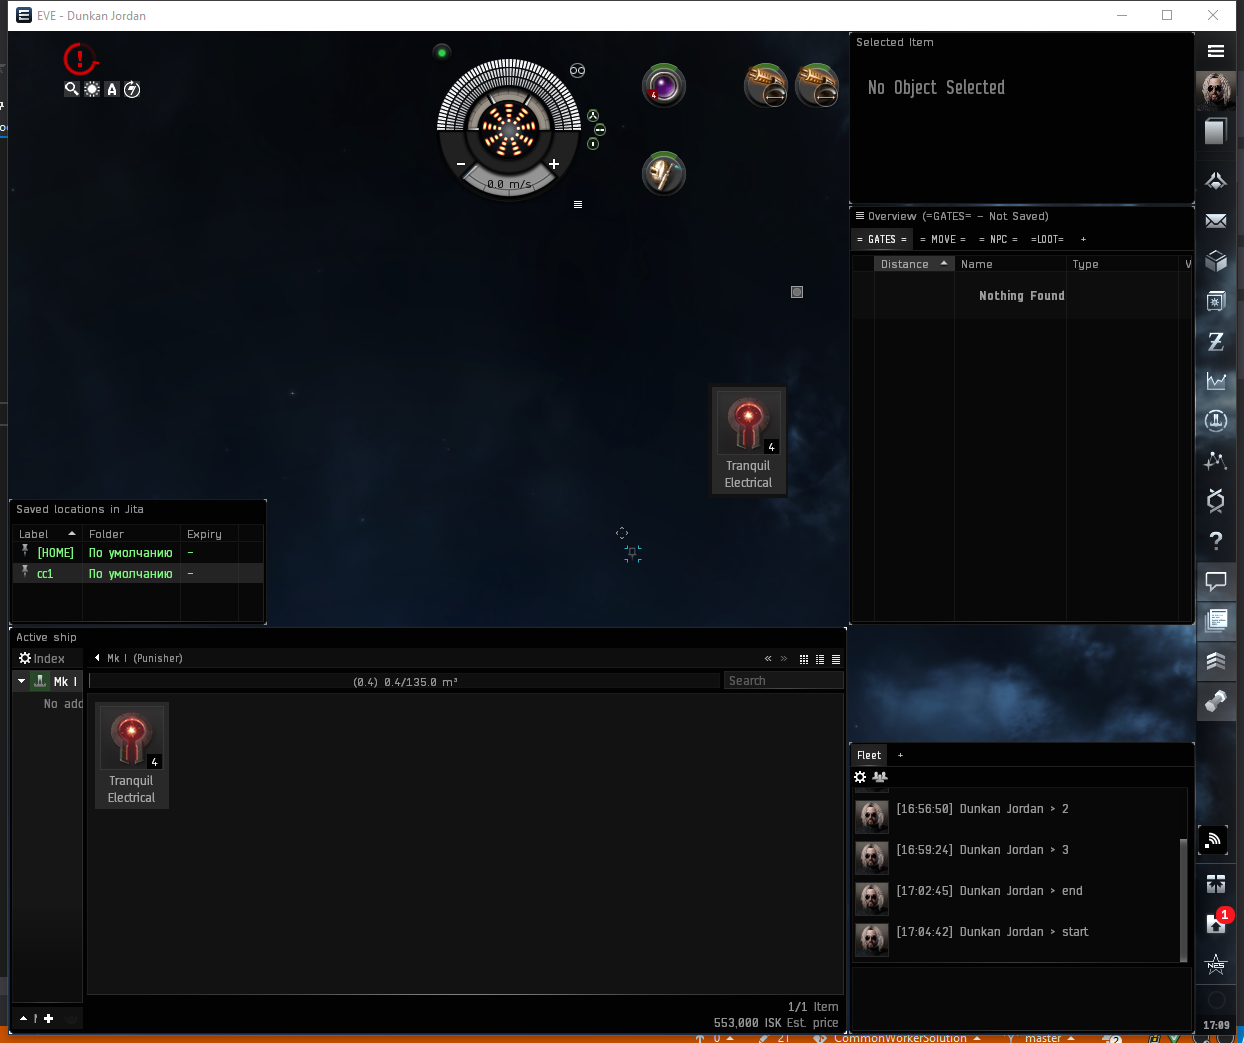 EVE - Dunkan Jordan
Selected Item
No Object Selected
4
0.0 m/s
Overview (=GATES= - Not Saved)
= GATES =
= MOVE =
= NPC =
=LOOT=
+
Distance
Name
Type
V
Nothing Found
4
Tranquil
Electrical
Saved locations in Jita
Label
Folder
Expiry
[HOME]
По умолчанию
-
cc1
По умолчанию
-
Active ship
Index
Mk I (Punisher)
Mk I
(0.4) 0.4/135.0 m³
Search
No add
4
Tranquil
Electrical
1/1 Item
553,000 ISK Est. price
Fleet
+
[16:56:50] Dunkan Jordan > 2
[16:59:24] Dunkan Jordan > 3
[17:02:45] Dunkan Jordan > end
[17:04:42] Dunkan Jordan > start
1
NES
17:09
0
21
CommonWorkerSolution
master
2